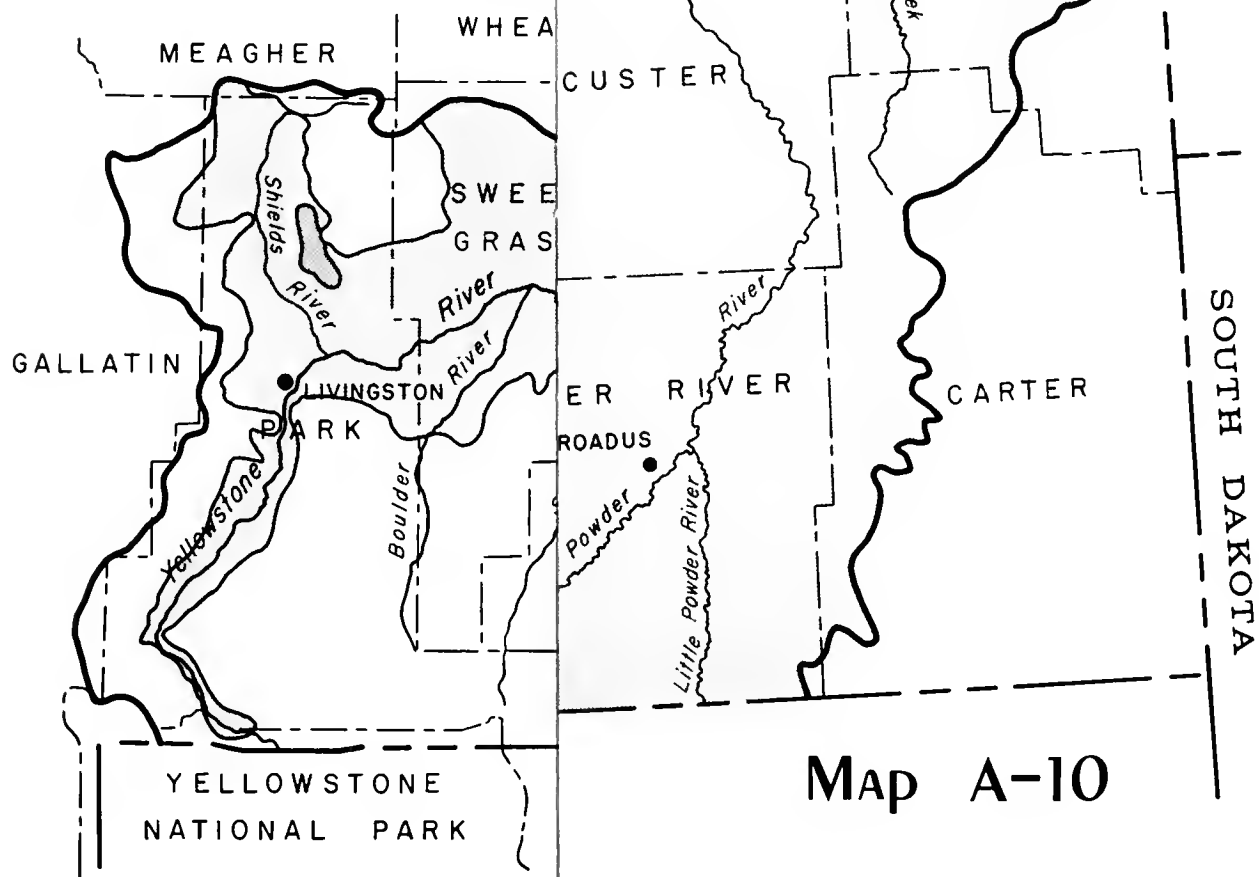 MEAGHER
WHEA
SWEE
GRAS
Shields
River
River
River
GALLATIN
LIVINGSTON
PARK
Yellowstone
Boulder
YELLOWSTONE
NATIONAL PARK
ek
CUSTER
River
ER RIVER
ROADUS
Powder
Little Powder River
CARTER
SOUTH DAKOTA
MAP A-10